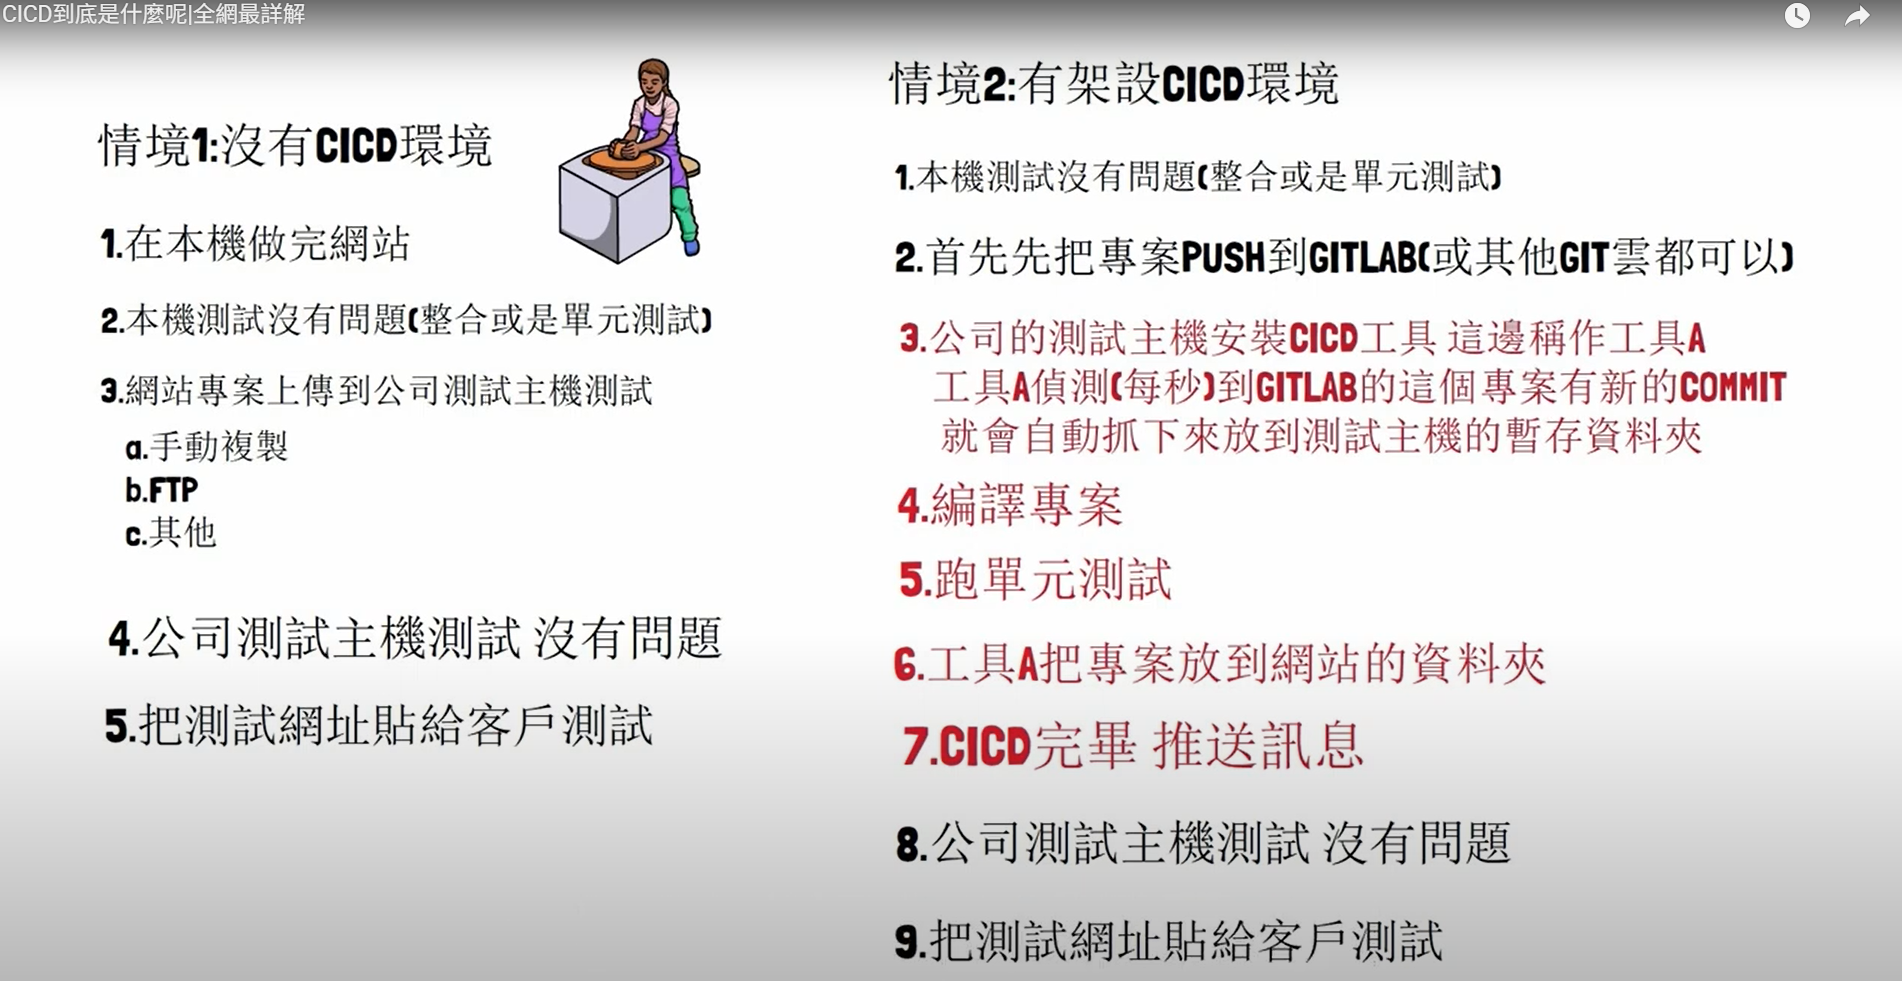 CICD到底是什麼呢|全網最詳解
情境1:沒有CICD環境
1.在本機做完網站
2.本機測試沒有問題(整合或是單元測試)
3.網站專案上傳到公司測試主機測試
a.手動複製
b.FTP
c.其他
4.公司測試主機測試 沒有問題
5.把測試網址貼給客戶測試
情境2:有架設CICD環境
1.本機測試沒有問題(整合或是單元測試)
2.首先先把專案PUSH到GITLAB(或其他GIT雲都可以)
3.公司的測試主機安裝CICD工具 這邊稱作工具A
工具A偵測(每秒)到GITLAB的這個專案有新的COMMIT
就會自動抓下來放到測試主機的暫存資料夾
4.編譯專案
5.跑單元測試
6.工具A把專案放到網站的資料夾
7.CICD完畢 推送訊息
8.公司測試主機測試 沒有問題
9.把測試網址貼給客戶測試